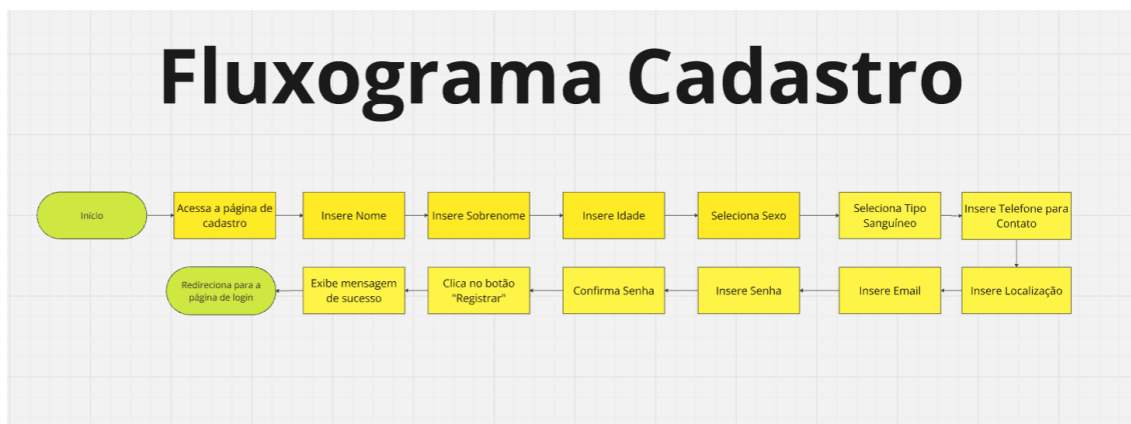 Fluxograma Cadastro
Início
Acessa a página de
cadastro
Insere Nome
Insere Sobrenome
Insere Idade
Seleciona Sexo
Seleciona Tipo
Sanguíneo
Insere Telefone para
Contato
Insere Localização
Insere Email
Insere Senha
Confirma Senha
Clica no botão
"Registrar"
Exibe mensagem
de sucesso
Redireciona para a
página de login